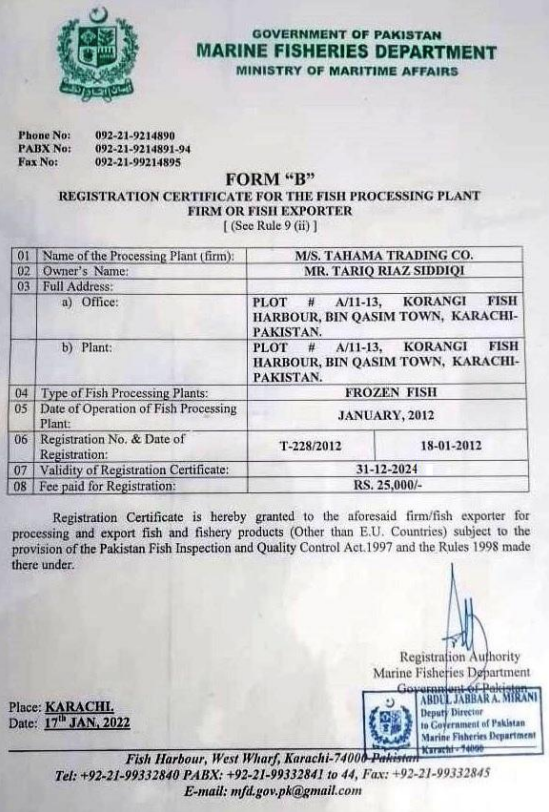 GOVERNMENT OF PAKISTAN
MARINE FISHERIES DEPARTMENT
MINISTRY OF MARITIME AFFAIRS
Phone No: 092-21-9214890
PABX No: 092-21-9214891-94
Fax No: 092-21-99214895
FORM “B”
REGISTRATION CERTIFICATE FOR THE FISH PROCESSING PLANT
FIRM OR FISH EXPORTER
[ (See Rule 9 (ii) ]
01 Name of the Processing Plant (firm): M/S. TAHAMA TRADING CO.
02 Owner's Name: MR. TARIQ RIAZ SIDDIQI
03 Full Address:
a) Office: PLOT # A/11-13, KORANGI FISH
HARBOUR, BIN QASIM TOWN, KARACHI-
PAKISTAN.
b) Plant: PLOT # A/11-13, KORANGI FISH
HARBOUR, BIN QASIM TOWN, KARACHI-
PAKISTAN.
04 Type of Fish Processing Plants: FROZEN FISH
05 Date of Operation of Fish Processing
Plant: JANUARY, 2012
06 Registration No. & Date of
Registration: T-228/2012 18-01-2012
07 Validity of Registration Certificate: 31-12-2024
08 Fee paid for Registration: RS. 25,000/-
Registration Certificate is hereby granted to the aforesaid firm/fish exporter for
processing and export fish and fishery products (Other than E.U. Countries) subject to the
provision of the Pakistan Fish Inspection and Quality Control Act.1997 and the Rules 1998 made
there under.
Registration Authority
Marine Fisheries Department
Government of Pakistan
ABDUL JABBAR A. MIRANI
Deputy Director
to Government of Pakistan
Marine Fisheries Department
Karachi - 74000
Place: KARACHI.
Date: 17th JAN, 2022
Fish Harbour, West Wharf, Karachi-74000 Pakistan
Tel: +92-21-99332840 PABX: +92-21-99332841 to 44, Fax: +92-21-99332845
E-mail: mfd.gov.pk@gmail.com